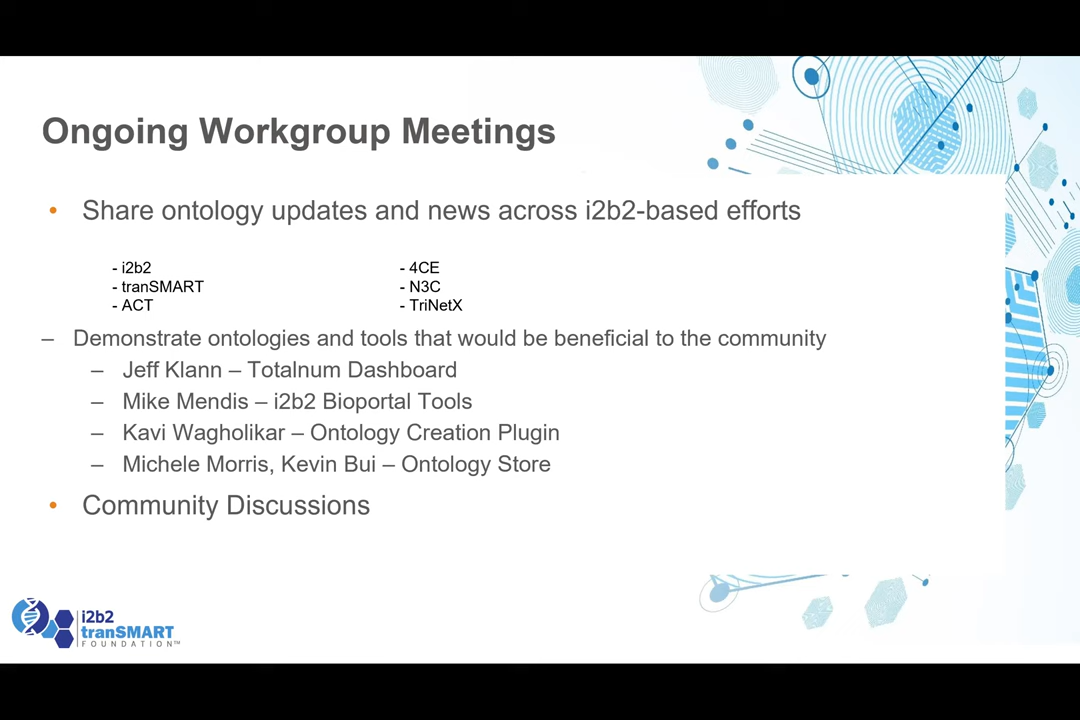 Ongoing Workgroup Meetings
• Share ontology updates and news across i2b2-based efforts
- i2b2
- tranSMART
- ACT
- 4CE
- N3C
- TriNetX
– Demonstrate ontologies and tools that would be beneficial to the community
– Jeff Klann – Totalnum Dashboard
– Mike Mendis – i2b2 Bioportal Tools
– Kavi Wagholikar – Ontology Creation Plugin
– Michele Morris, Kevin Bui – Ontology Store
• Community Discussions
i2b2
tranSMART
FOUNDATION™